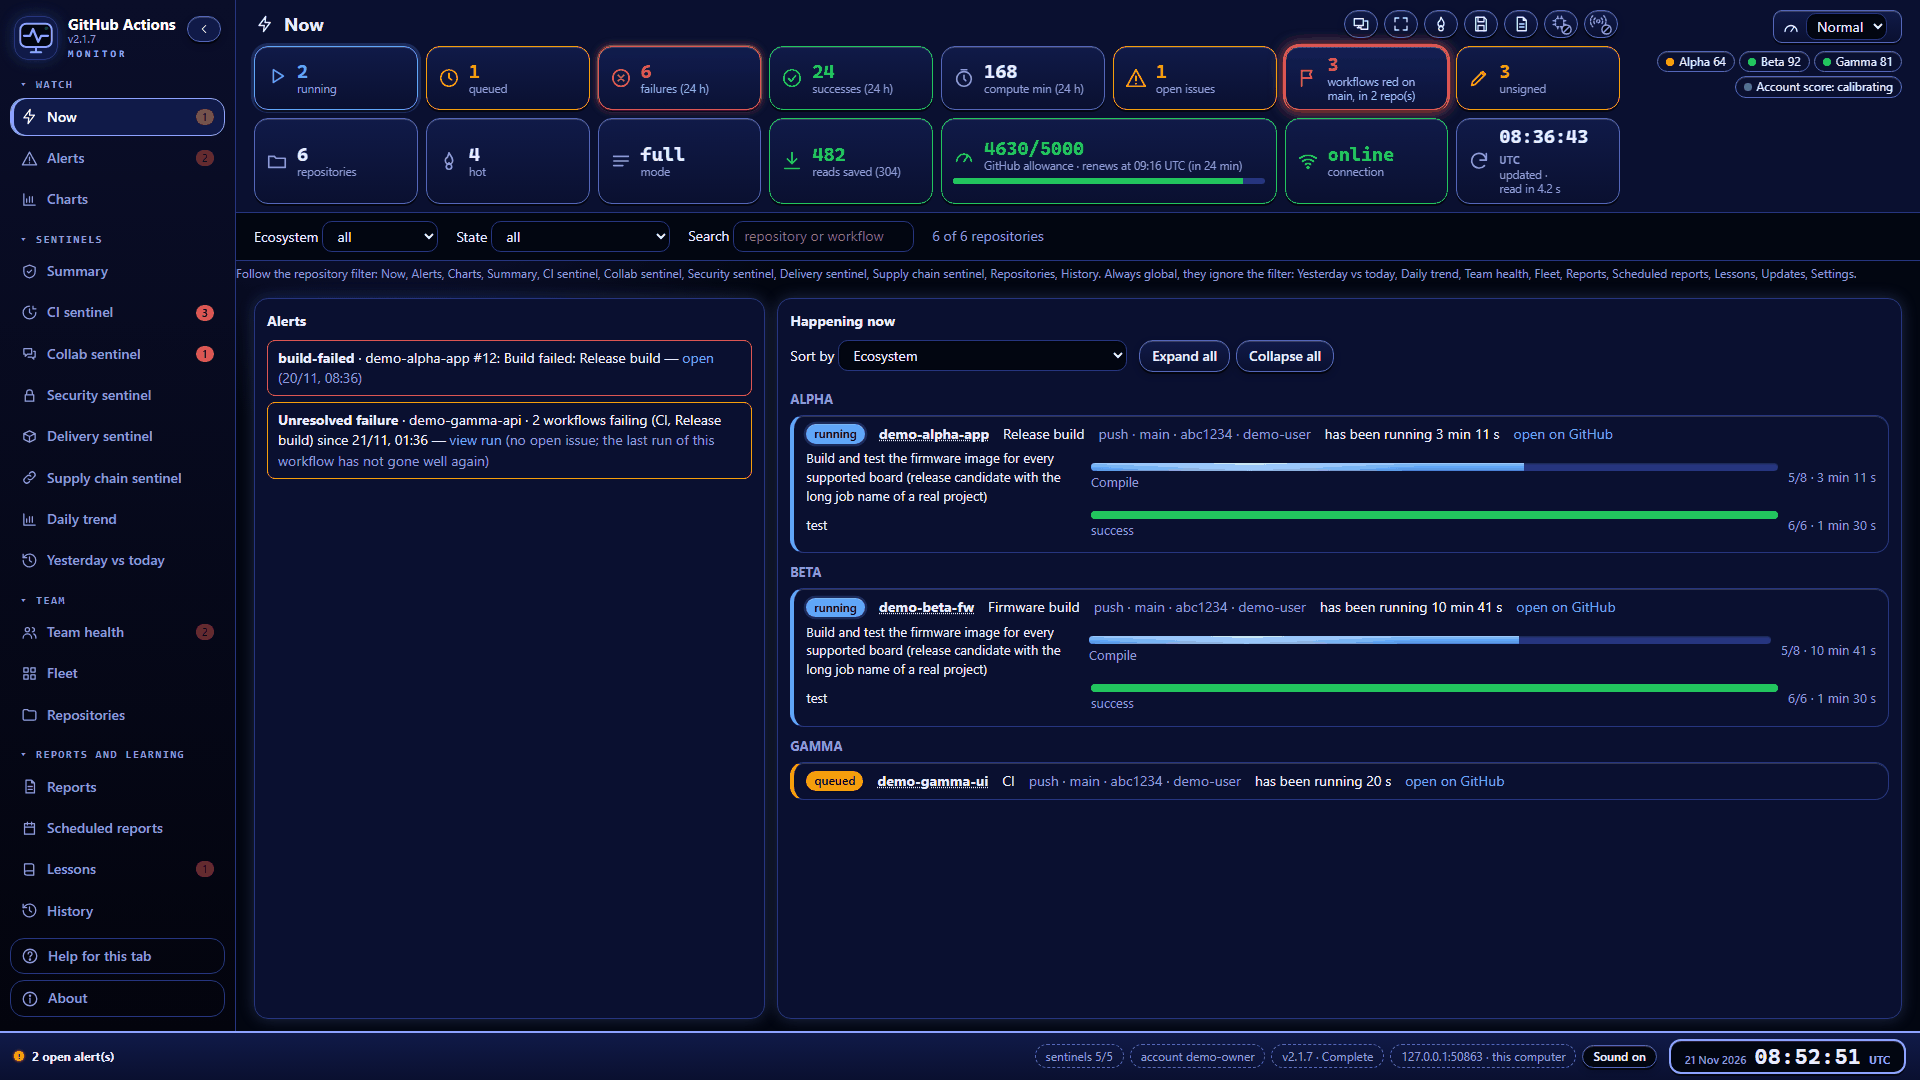 GitHub Actions
v2.1.7
MONITOR
WATCH
Now 1
Alerts 2
Charts
SENTINELS
Summary
CI sentinel 3
Collab sentinel 1
Security sentinel
Delivery sentinel
Supply chain sentinel
Daily trend
Yesterday vs today
TEAM
Team health 2
Fleet
Repositories
REPORTS AND LEARNING
Reports
Scheduled reports
Lessons 1
History
Help for this tab
About
Now
Normal
2
running
1
queued
6
failures (24 h)
24
successes (24 h)
168
compute min (24 h)
1
open issues
3
workflows red on
main, in 2 repo(s)
3
unsigned
Alpha 64 Beta 92 Gamma 81
Account score: calibrating
6
repositories
4
hot
full
mode
482
reads saved (304)
4630/5000
GitHub allowance · renews at 09:16 UTC (in 24 min)
online
connection
08:36:43
UTC
updated ·
read in 4.2 s
Ecosystem all State all Search repository or workflow 6 of 6 repositories
Follow the repository filter: Now, Alerts, Charts, Summary, CI sentinel, Collab sentinel, Security sentinel, Delivery sentinel, Supply chain sentinel, Repositories, History. Always global, they ignore the filter: Yesterday vs today, Daily trend, Team health, Fleet, Reports, Scheduled reports, Lessons, Updates, Settings.
Alerts
build-failed · demo-alpha-app #12: Build failed: Release build — open
(20/11, 08:36)
Unresolved failure · demo-gamma-api · 2 workflows failing (CI, Release
build) since 21/11, 01:36 — view run (no open issue; the last run of this
workflow has not gone well again)
Happening now
Sort by Ecosystem Expand all Collapse all
ALPHA
running demo-alpha-app Release build push · main · abc1234 · demo-user has been running 3 min 11 s open on GitHub
Build and test the firmware image for every
supported board (release candidate with the
long job name of a real project)
Compile
5/8 · 3 min 11 s
test
success
6/6 · 1 min 30 s
BETA
running demo-beta-fw Firmware build push · main · abc1234 · demo-user has been running 10 min 41 s open on GitHub
Build and test the firmware image for every
supported board (release candidate with the
long job name of a real project)
Compile
5/8 · 10 min 41 s
test
success
6/6 · 1 min 30 s
GAMMA
queued demo-gamma-ui CI push · main · abc1234 · demo-user has been running 20 s open on GitHub
2 open alert(s)
sentinels 5/5 account demo-owner v2.1.7 · Complete 127.0.0.1:50863 · this computer Sound on 21 Nov 2026 08:52:51 UTC